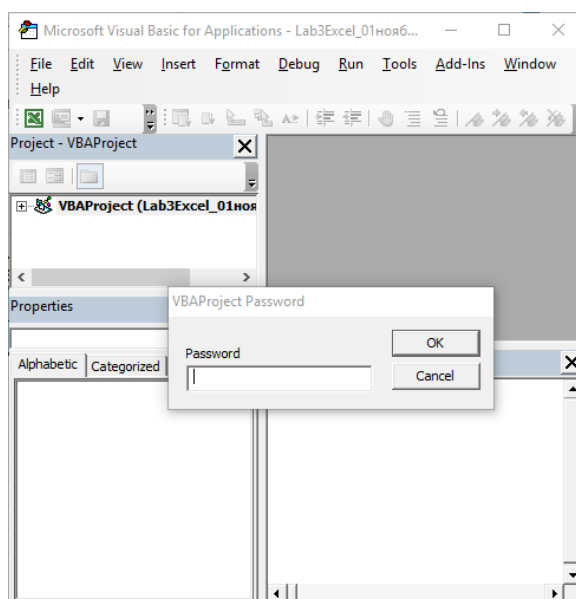 Microsoft Visual Basic for Applications - Lab3Excel_01нояб...
File Edit View Insert Format Debug Run Tools Add-Ins Window
Help
Project - VBAProject
VBAProject (Lab3Excel_01ноя
Properties
VBAProject Password
Password
OK
Cancel
Alphabetic Categorized